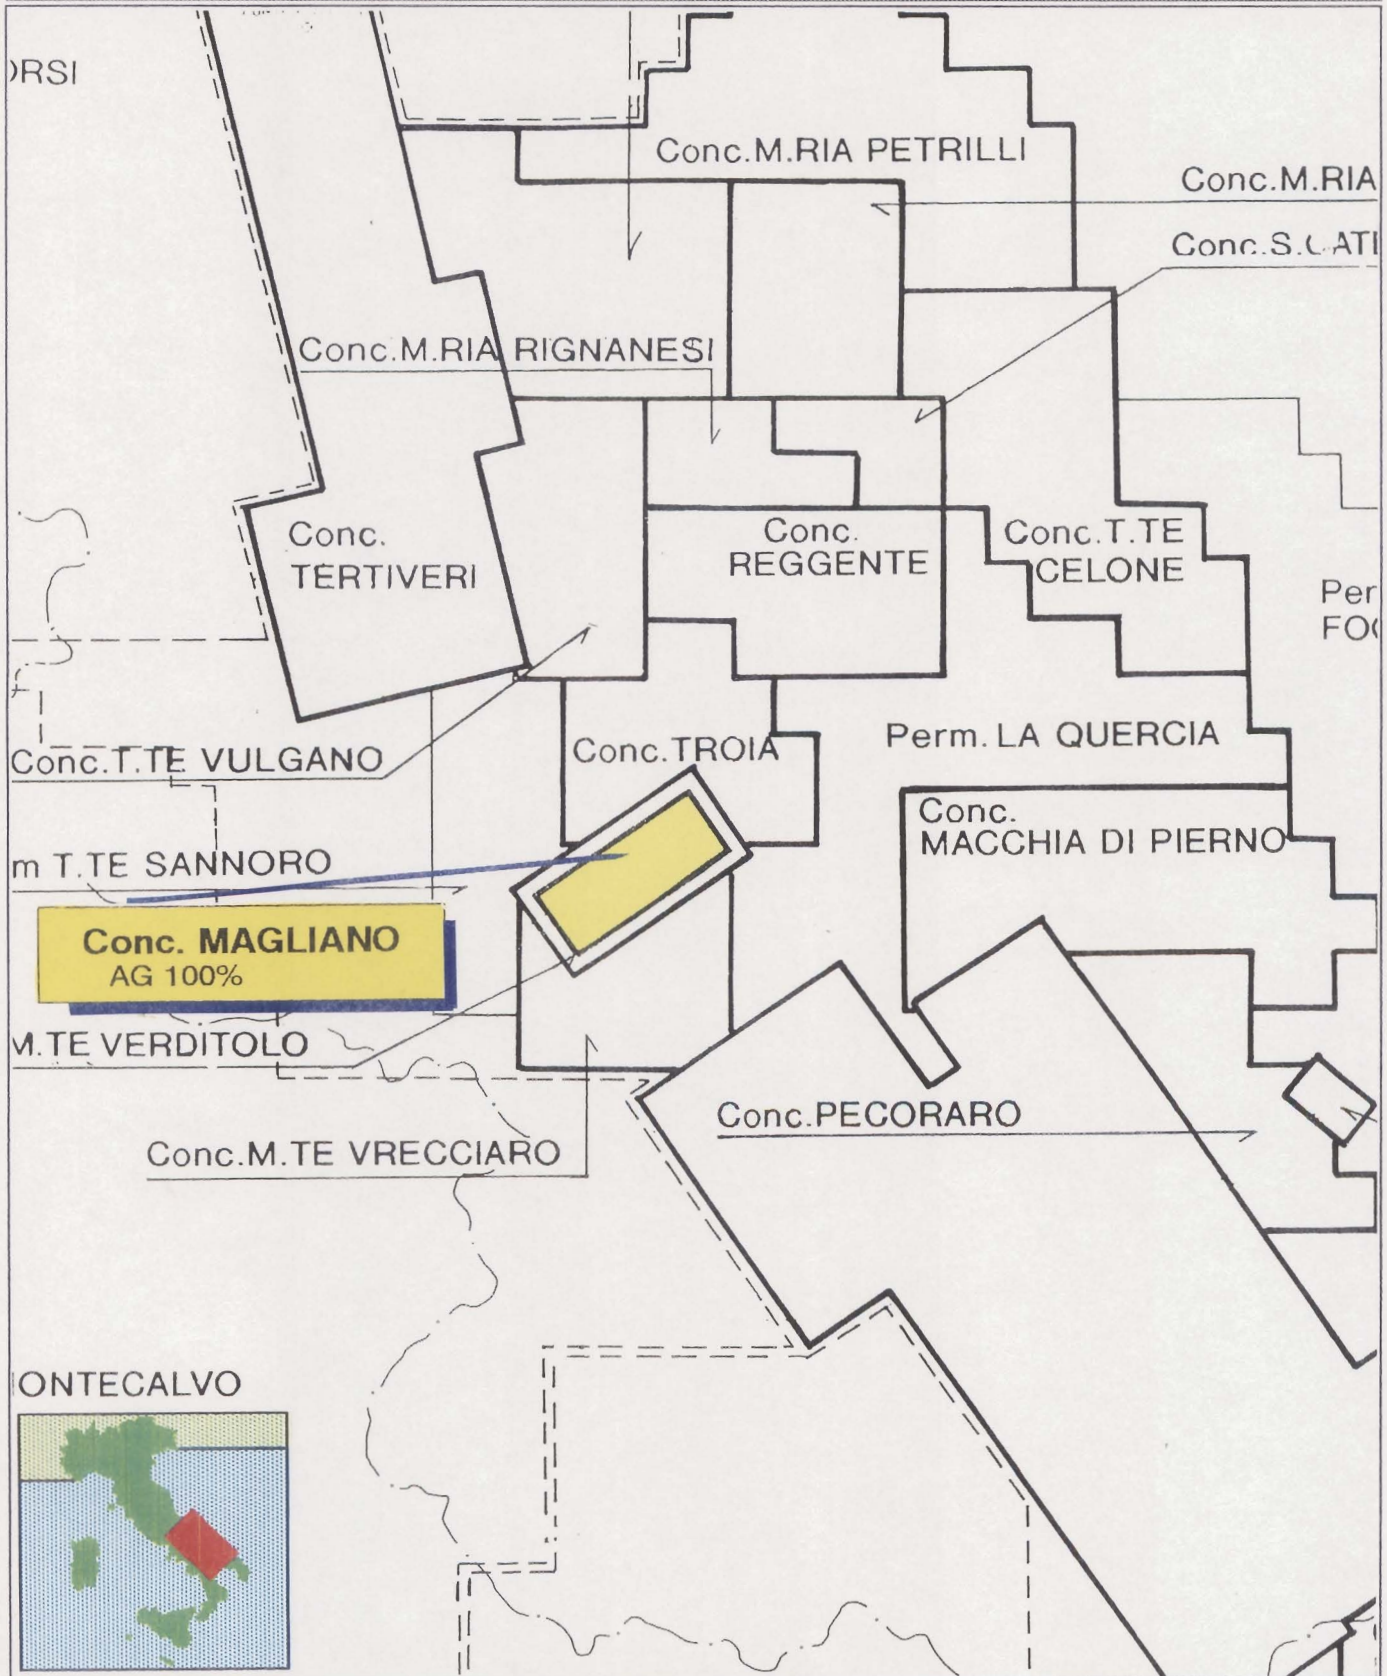 Conc.M.RIA PETRILLI
Conc.M.RIA
Conc.M.RIA RIGNANESI
Conc.
TERTIVERI
Conc.
REGGENTE
Conc.T.TE
CELONE
Conc.T.TE VULGANO
Conc.TROIA
Perm. LA QUERCIA
Conc.
MACCHIA DI PIERNO
T.TE SANNORO
Conc. MAGLIANO
AG 100%
M.TE VERDITOLO
Conc.PECORARO
Conc.M.TE VRECCIARO
ONTECALVO